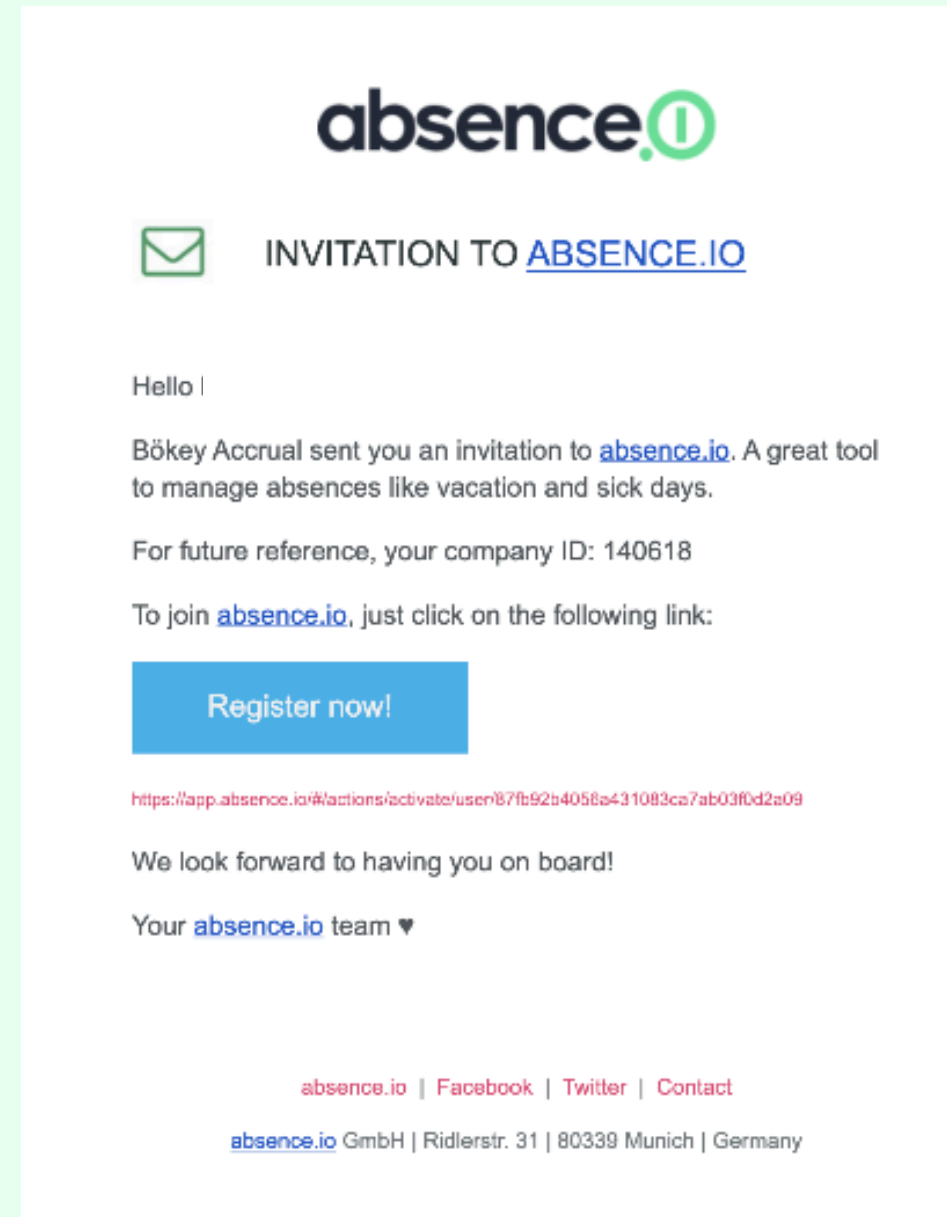 absence.io
INVITATION TO ABSENCE.IO
Hello
Bökey Accrual sent you an invitation to absence.io. A great tool
to manage absences like vacation and sick days.
For future reference, your company ID: 140618
To join absence.io, just click on the following link:
Register now!
https://app.absence.io/#/actions/activate/user/87fb92b4058a431083ca7ab03f0d2a09
We look forward to having you on board!
Your absence.io team ♥
absence.io | Facebook | Twitter | Contact
absence.io GmbH | Ridlerstr. 31 | 80339 Munich | Germany